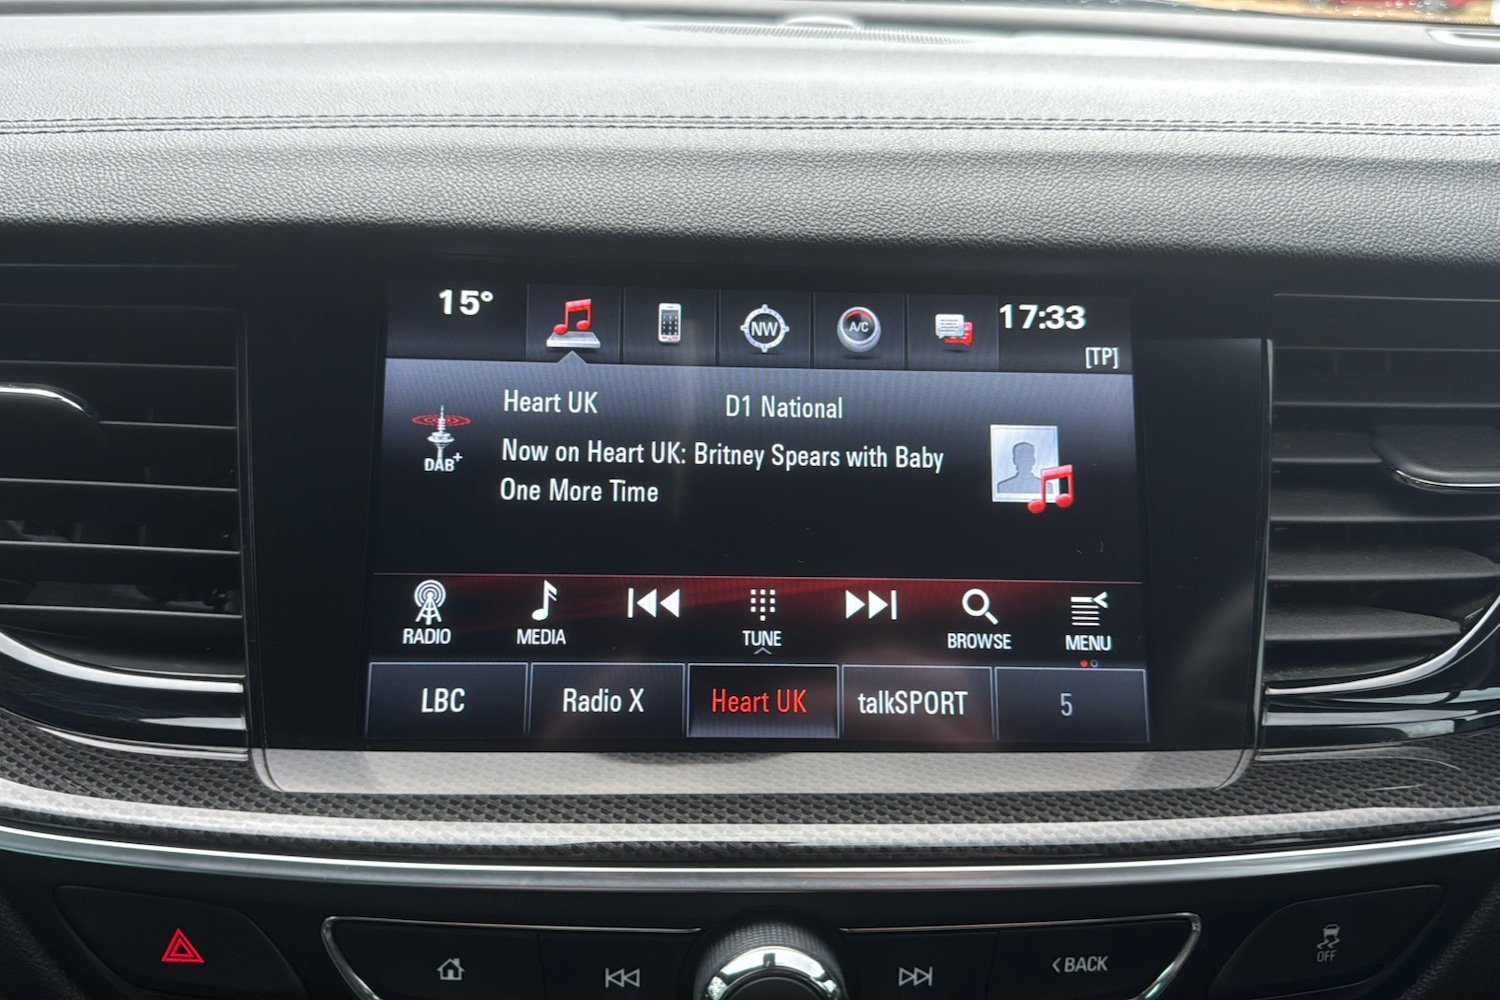 15°
NW
A/C
17:33
[TP]
Heart UK
D1 National
DAB+
Now on Heart UK: Britney Spears with Baby
One More Time
RADIO
MEDIA
TUNE
BROWSE
MENU
LBC
Radio X
Heart UK
talkSPORT
5
BACK
OFF